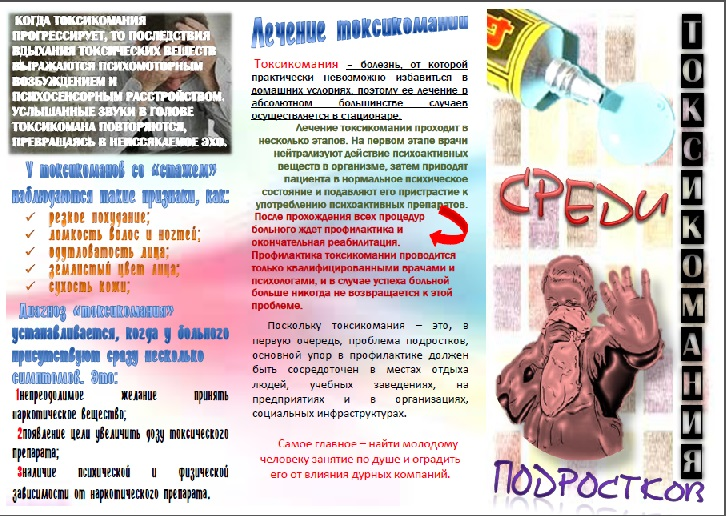 КОГДА ТОКСИКОМАНИЯ
ПРОГРЕССИРУЕТ, ТО ПОСЛЕДСТВИЯ
ВДЫХАНИЯ ТОКСИЧЕСКИХ ВЕЩЕСТВ
ВЫРАЖАЮТСЯ ПСИХОМОТОРНЫМ
ВОЗБУЖДЕНИЕМ И
ПСИХОСЕНСОРНЫМ РАССТРОЙСТВОМ.
УСЛЫШАННЫЕ ЗВУКИ В ГОЛОВЕ
ТОКСИКОМАНА ПОВТОРЯЮТСЯ,
ПРЕВРАЩАЯСЬ В НЕИССЯКАЕМОЕ ЭХО.
У токсикоманов со «стажем»
наблюдаются такие признаки, как:
✓ резкое похудание;
✓ ломкость волос и ногтей;
✓ одутловатость лица;
✓ землистый цвет лица;
✓ сухость кожи;
Диагноз «токсикомания»
устанавливается, когда у больного
присутствуют сразу несколько
симптомов. Это:
1непреодолимое желание принять
наркотическое вещество;
2появление цели увеличить дозу токсического
препарата;
3наличие психической и физической
зависимости от наркотического препарата.
Лечение токсикомании
Токсикомания – болезнь, от которой
практически невозможно избавиться в
домашних условиях, поэтому ее лечение в
абсолютном большинстве случаев
осуществляется в стационаре.
Лечение токсикомании проходит в
несколько этапов. На первом этапе врачи
нейтрализуют действие психоактивных
веществ в организме, затем приводят
пациента в нормальное психическое
состояние и подавляют его пристрастие к
употреблению психоактивных препаратов.
После прохождения всех процедур
больного ждет профилактика и
окончательная реабилитация.
Профилактика токсикомании проводится
только квалифицированными врачами и
психологами, и в случае успеха больной
больше никогда не возвращается к этой
проблеме.
Поскольку токсикомания – это, в
первую очередь, проблема подростков,
основной упор в профилактике должен
быть сосредоточен в местах отдыха
людей, учебных заведениях, на
предприятиях и в организациях,
социальных инфраструктурах.
Самое главное – найти молодому
человеку занятие по душе и оградить
его от влияния дурных компаний.
ТОКСИКОМАНИЯ
СРЕДИ
ПОДРОСТКОВ